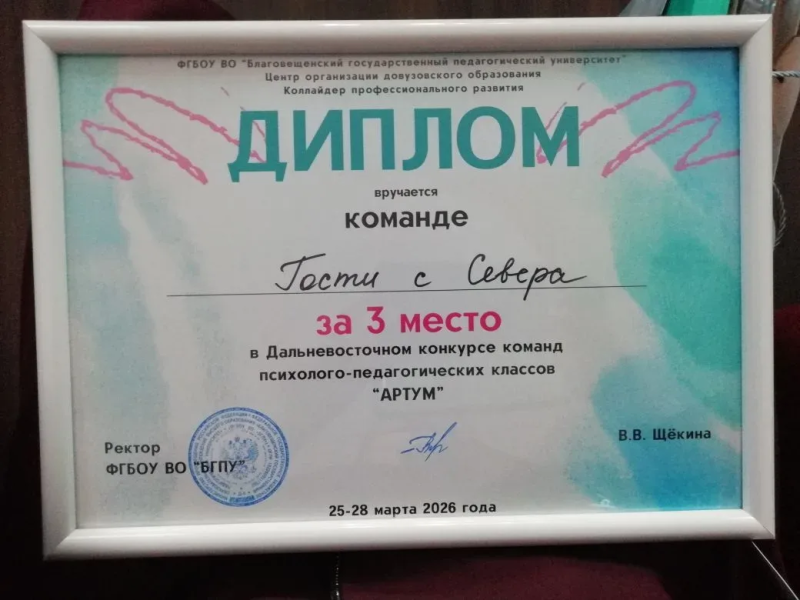 ФГБОУ ВО "Благовещенский государственный педагогический университет"
Центр организации довузовского образования
Коллайдер профессионального развития
ДИПЛОМ
вручается
команде
Гости с Севера
за 3 место
в Дальневосточном конкурсе команд
психолого-педагогических классов
“АРТУМ”
Ректор
ФГБОУ ВО “БГПУ”
В.В. Щёкина
25-28 марта 2026 года